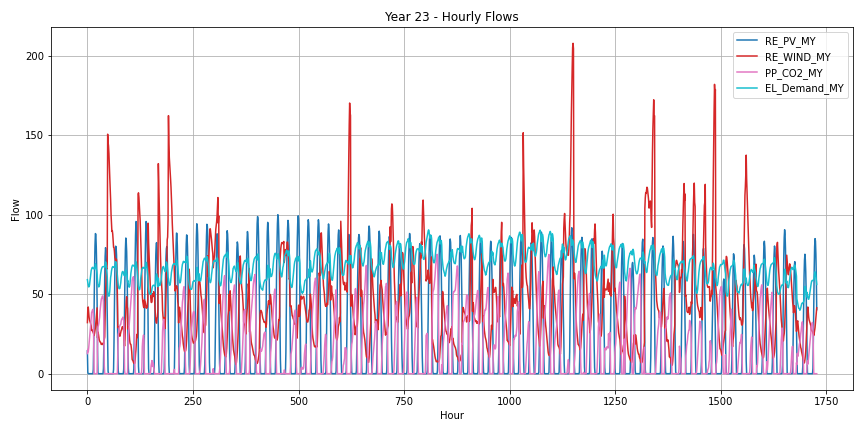 Year 23 - Hourly Flows
RE_PV_MY
RE_WIND_MY
PP_CO2_MY
EL_Demand_MY
Flow
200
150
100
50
0
0
250
500
750
1000
1250
1500
1750
Hour